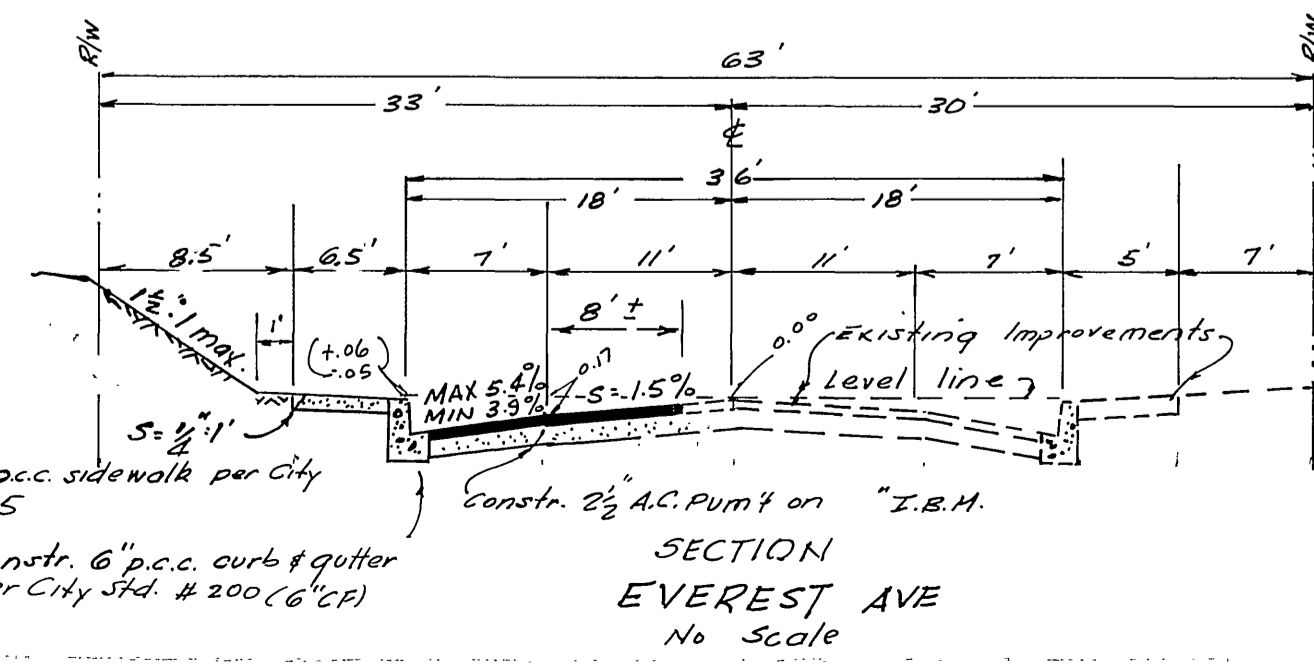 R/W
R/W
63'
33'
30'
℄
36'
18'
18'
8.5'
6.5'
7'
11'
11'
7'
5'
7'
1½:1 max.
1'
8' ±
(+.06
-.05)
0.17
0.0°
Existing Improvements
MAX 5.4%
MIN 3.9%
S=1.5%
Level line
S=¼":1'
p.c.c. sidewalk per City
5
Constr. 2½" A.C. Pvm't on "I.B.M.
nstr. 6" p.c.c. curb & gutter
er City Std. # 200 (6"CF)
SECTION
EVEREST AVE
No Scale